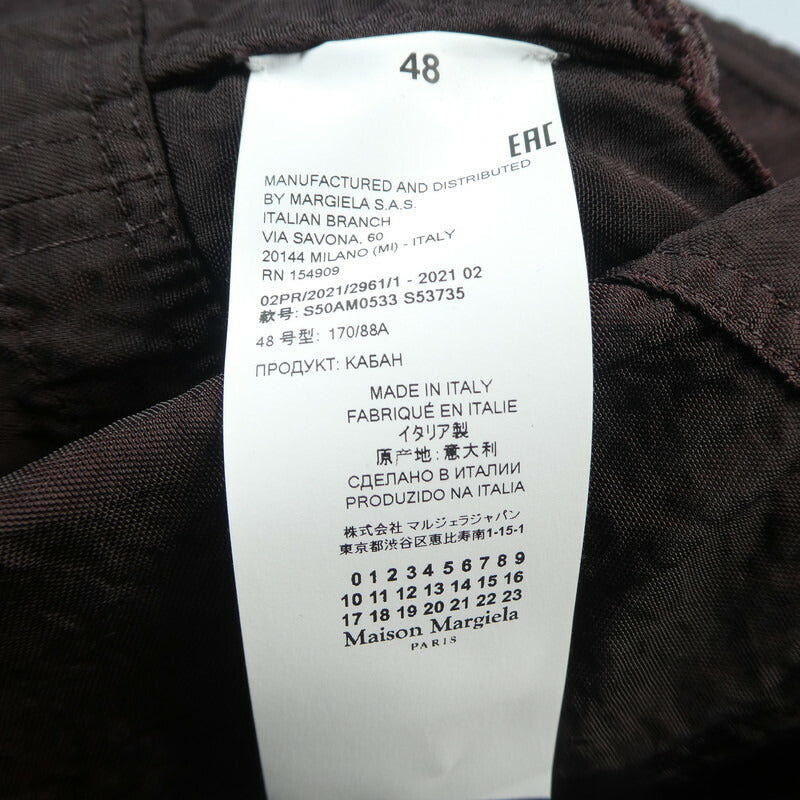 48
EAC
MANUFACTURED AND DISTRIBUTED
BY MARGIELA S.A.S.
ITALIAN BRANCH
VIA SAVONA, 60
20144 MILANO (MI) - ITALY
RN 154909
02PR/2021/2961/1 - 2021 02
款号: S50AM0533 S53735
48 号型: 170/88A
ПРОДУКТ: КАБАН
MADE IN ITALY
FABRIQUÉ EN ITALIE
イタリア製
原产地: 意大利
СДЕЛАНО В ИТАЛИИ
PRODUZIDO NA ITALIA
株式会社 マルジェラジャパン
東京都渋谷区恵比寿南1-15-1
0 1 2 3 4 5 6 7 8 9
10 11 12 13 14 15 16
17 18 19 20 21 22 23
Maison Margiela
PARIS